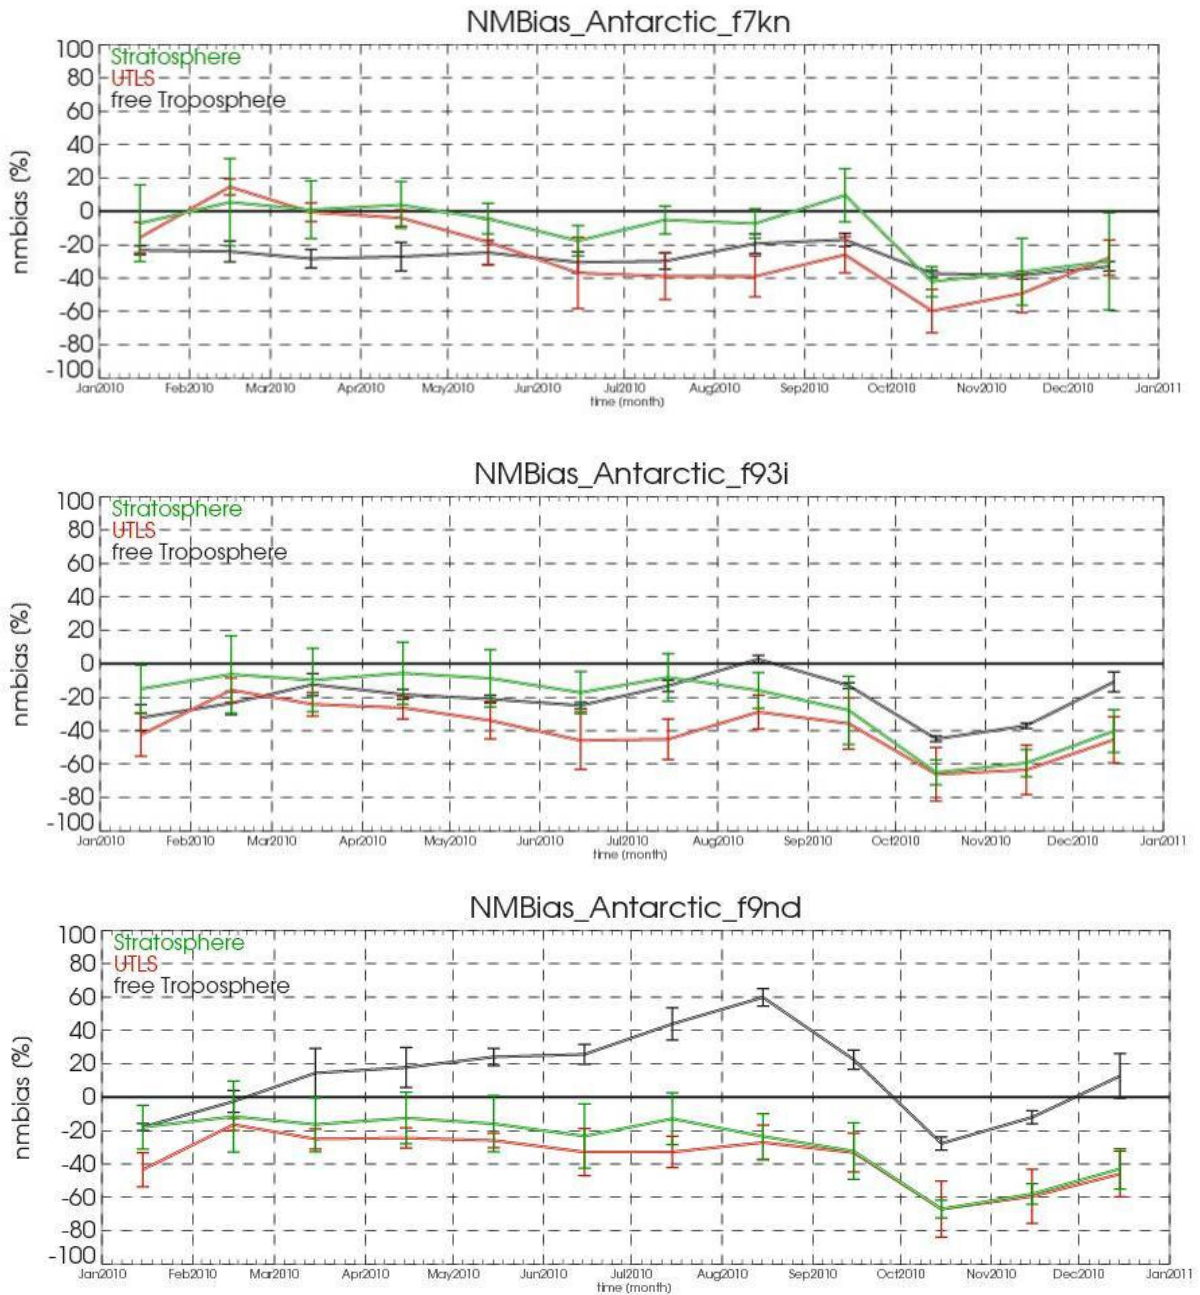 NMBias_Antarctic_f7kn
100
Stratosphere
80
UTLS
60
free Troposphere
40
20
0
-20
-40
-60
-80
-100
nmbias (%)
Jan2010 Feb2010 Mar2010 Apr2010 May2010 Jun2010 Jul2010 Aug2010 Sep2010 Oct2010 Nov2010 Dec2010 Jan2011
time (month)
NMBias_Antarctic_f93i
100
Stratosphere
80
UTLS
60
free Troposphere
40
20
0
-20
-40
-60
-80
-100
nmbias (%)
Jan2010 Feb2010 Mar2010 Apr2010 May2010 Jun2010 Jul2010 Aug2010 Sep2010 Oct2010 Nov2010 Dec2010 Jan2011
time (month)
NMBias_Antarctic_f9nd
100
Stratosphere
80
UTLS
60
free Troposphere
40
20
0
-20
-40
-60
-80
-100
nmbias (%)
Jan2010 Feb2010 Mar2010 Apr2010 May2010 Jun2010 Jul2010 Aug2010 Sep2010 Oct2010 Nov2010 Dec2010 Jan2011
time (month)